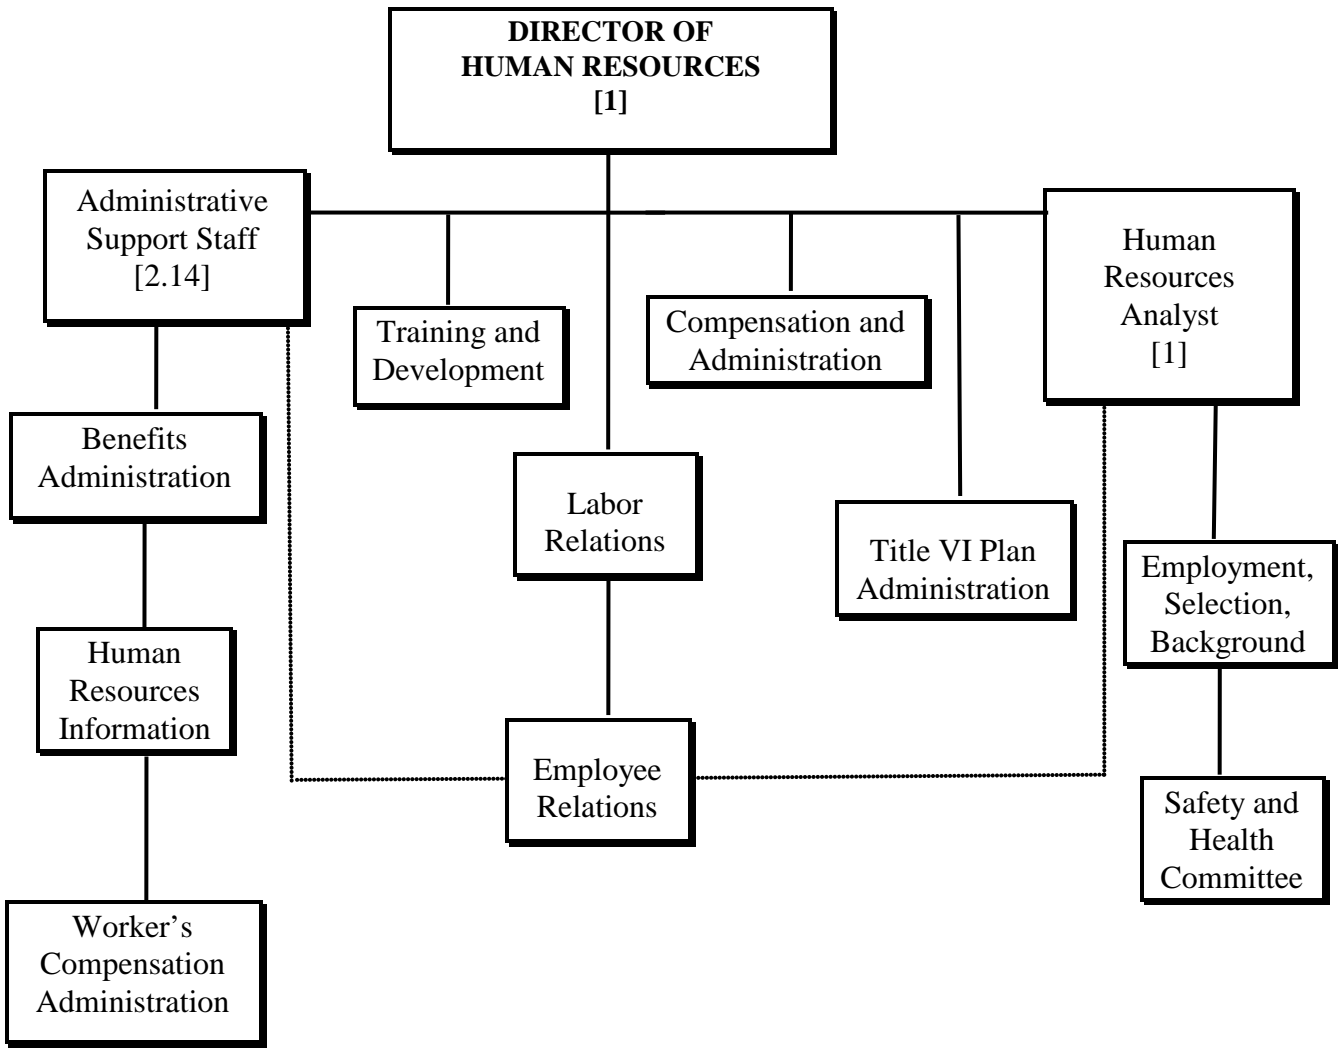 DIRECTOR OF
HUMAN RESOURCES
[1]
Administrative
Support Staff
[2.14]
Human
Resources
Analyst
[1]
Training and
Development
Compensation and
Administration
Benefits
Administration
Labor
Relations
Title VI Plan
Administration
Employment,
Selection,
Background
Human
Resources
Information
Employee
Relations
Safety and
Health
Committee
Worker’s
Compensation
Administration